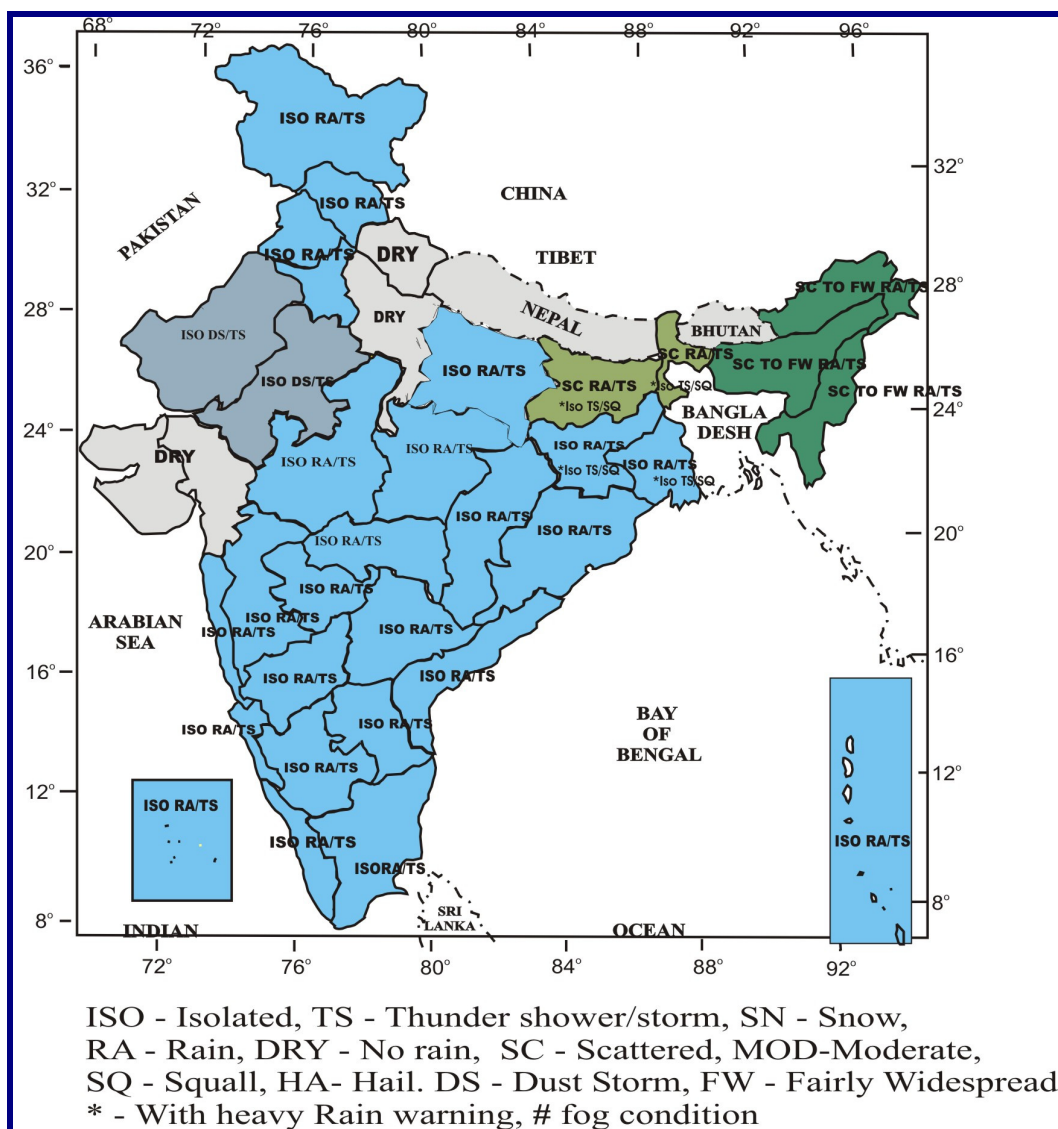 68° 72° 76° 80° 84° 88° 92° 96°
36°
ISO RA/TS
32° 32°
CHINA
ISO RA/TS
PAKISTAN
ISO RA/TS
DRY
TIBET
28° 28°
SC TO FW RA/TS
NEPAL
DRY
ISO DS/TS
BHUTAN
SC RA/TS
SC TO FW RA/TS
ISO RA/TS
ISO DS/TS
SC RA/TS
*Iso TS/SQ
*Iso TS/SQ
SC TO FW RA/TS
BANGLA
DESH
24° 24°
ISO RA/TS
ISO RA/TS
DRY
ISO RA/TS
ISO RA/TS
*Iso TS/SQ
*Iso TS/SQ
ISO RA/TS
ISO RA/TS
20° 20°
ISO RA/TS
ISO RA/TS
ISO RA/TS
ISO RA/TS
ISO RA/TS
ARABIAN
SEA
16° 16°
ISO RA/TS
ISO RA/TS
ISO RA/TS
ISO RA/TS
BAY
OF
BENGAL
ISO RA/TS
12° 12°
ISO RA/TS
ISO RA/TS
ISO RA/TS
ISORA/TS
8° 8°
SRI
LANKA
INDIAN OCEAN
72° 76° 80° 84° 88° 92°
ISO - Isolated, TS - Thunder shower/storm, SN - Snow,
RA - Rain, DRY - No rain, SC - Scattered, MOD-Moderate,
SQ - Squall, HA- Hail. DS - Dust Storm, FW - Fairly Widespread
* - With heavy Rain warning, # fog condition